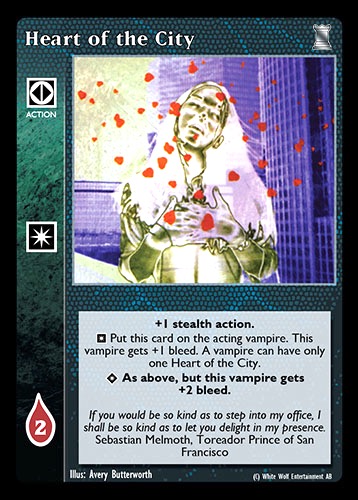 Heart of the City
ACTION
+1 stealth action.
Put this card on the acting vampire. This
vampire gets +1 bleed. A vampire can have only
one Heart of the City.
As above, but this vampire gets
+2 bleed.
If you would be so kind as to step into my office, I
shall be so kind as to let you delight in my presence.
Sebastian Melmoth, Toreador Prince of San
Francisco
2
Illus: Avery Butterworth
(C) White Wolf Entertainment AB